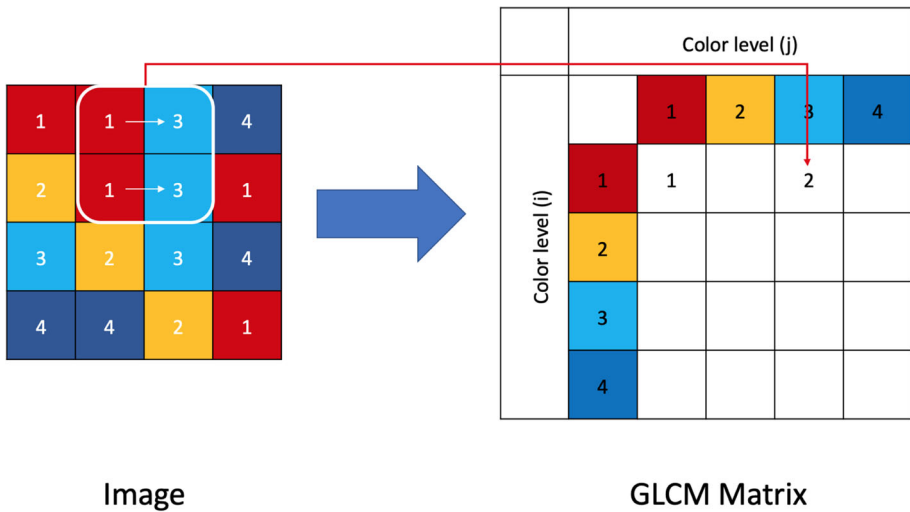 Color level (j)
1 1 3 4
2 1 3 1
3 2 3 4
4 4 2 1
1 2 3 4
1 1 2
2
3
4
Color level (i)
Image
GLCM Matrix